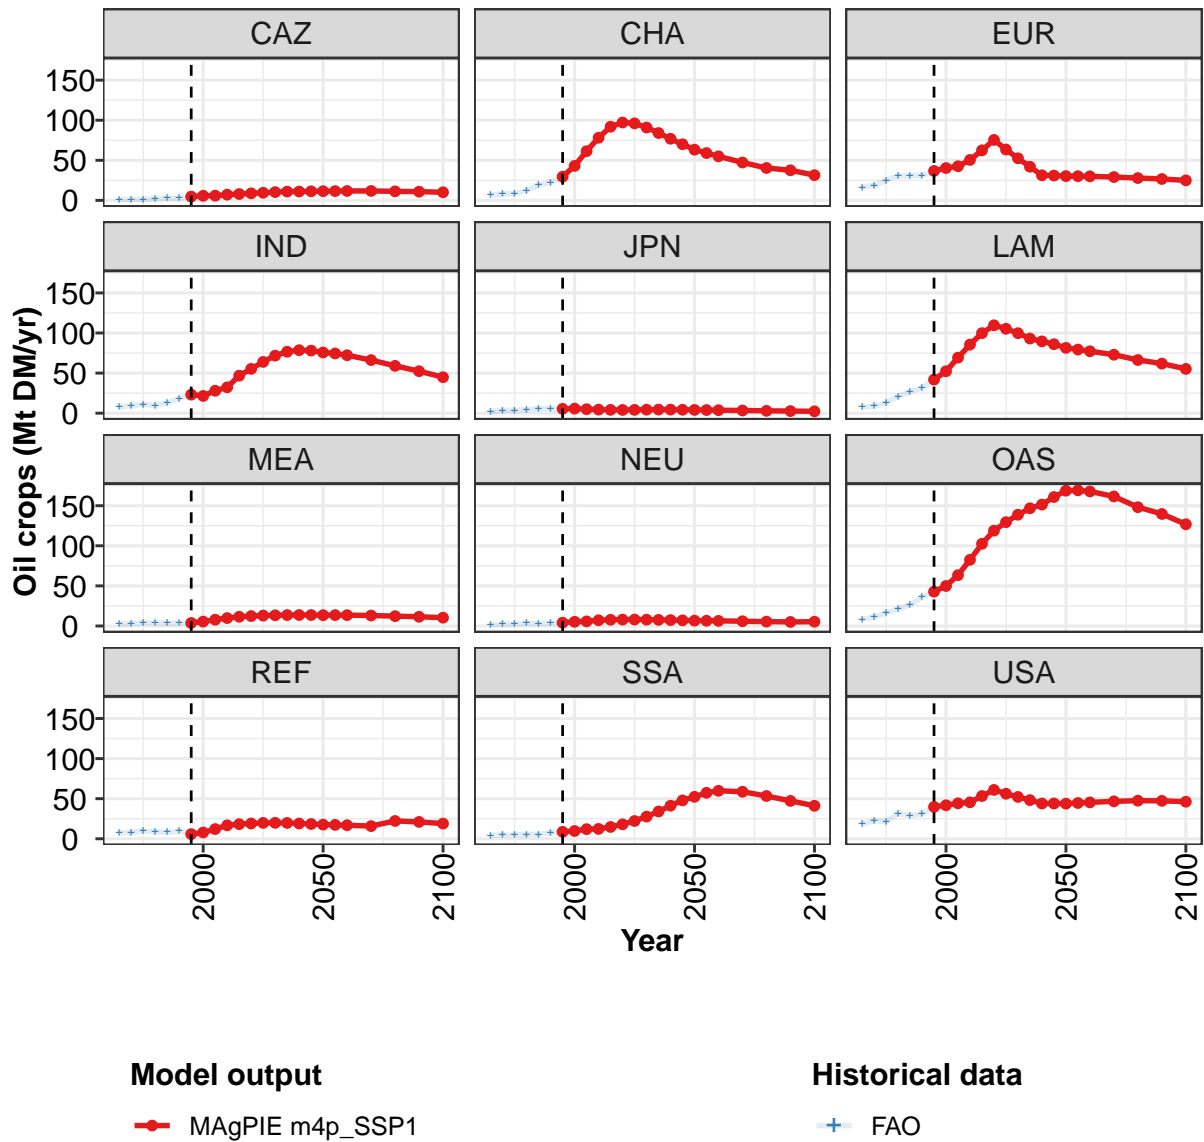 CAZ
CHA
EUR
150
100
50
0
IND
JPN
LAM
150
100
50
0
MEA
NEU
OAS
150
100
50
0
REF
SSA
USA
150
100
50
0
Oil crops (Mt DM/yr)
2000
2050
2100
2000
2050
2100
2000
2050
2100
Year
Model output
Historical data
MAgPIE m4p_SSP1
FAO